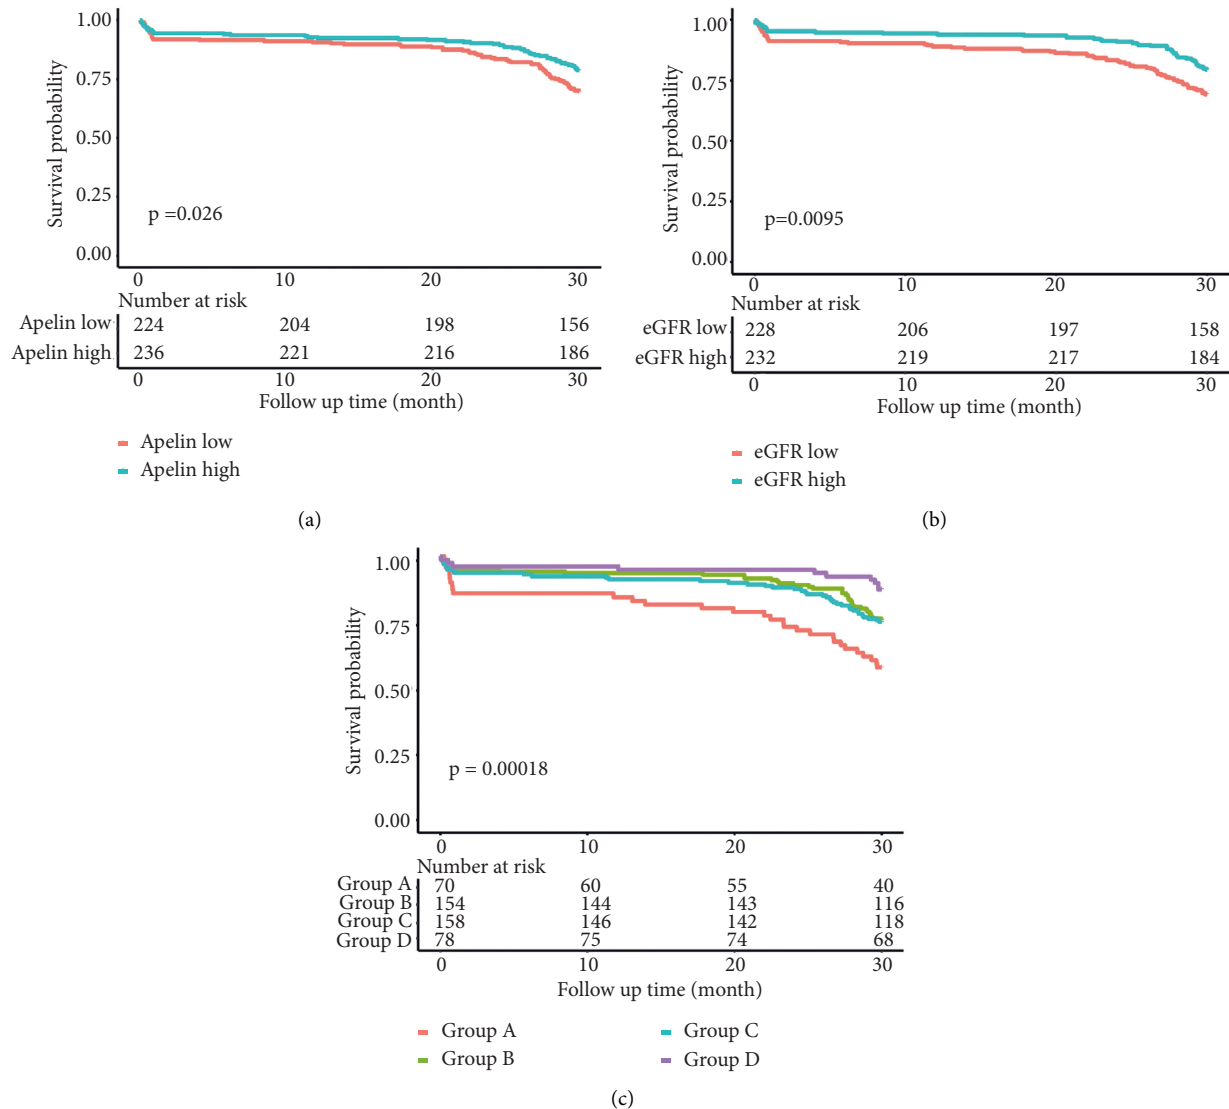 1.00
0.75
0.50
0.25
0.00
Survival probability
p =0.026
0 10 20 30
Number at risk
Apelin low 224 204 198 156
Apelin high 236 221 216 186
0 10 20 30
Follow up time (month)
Apelin low
Apelin high
(a)
1.00
0.75
0.50
0.25
0.00
Survival probability
p=0.0095
0 10 20 30
Number at risk
eGFR low 228 206 197 158
eGFR high 232 219 217 184
0 10 20 30
Follow up time (month)
eGFR low
eGFR high
(b)
1.00
0.75
0.50
0.25
0.00
Survival probability
p = 0.00018
0 10 20 30
Number at risk
Group A 70 60 55 40
Group B 154 144 143 116
Group C 158 146 142 118
Group D 78 75 74 68
0 10 20 30
Follow up time (month)
Group A Group C
Group B Group D
(c)